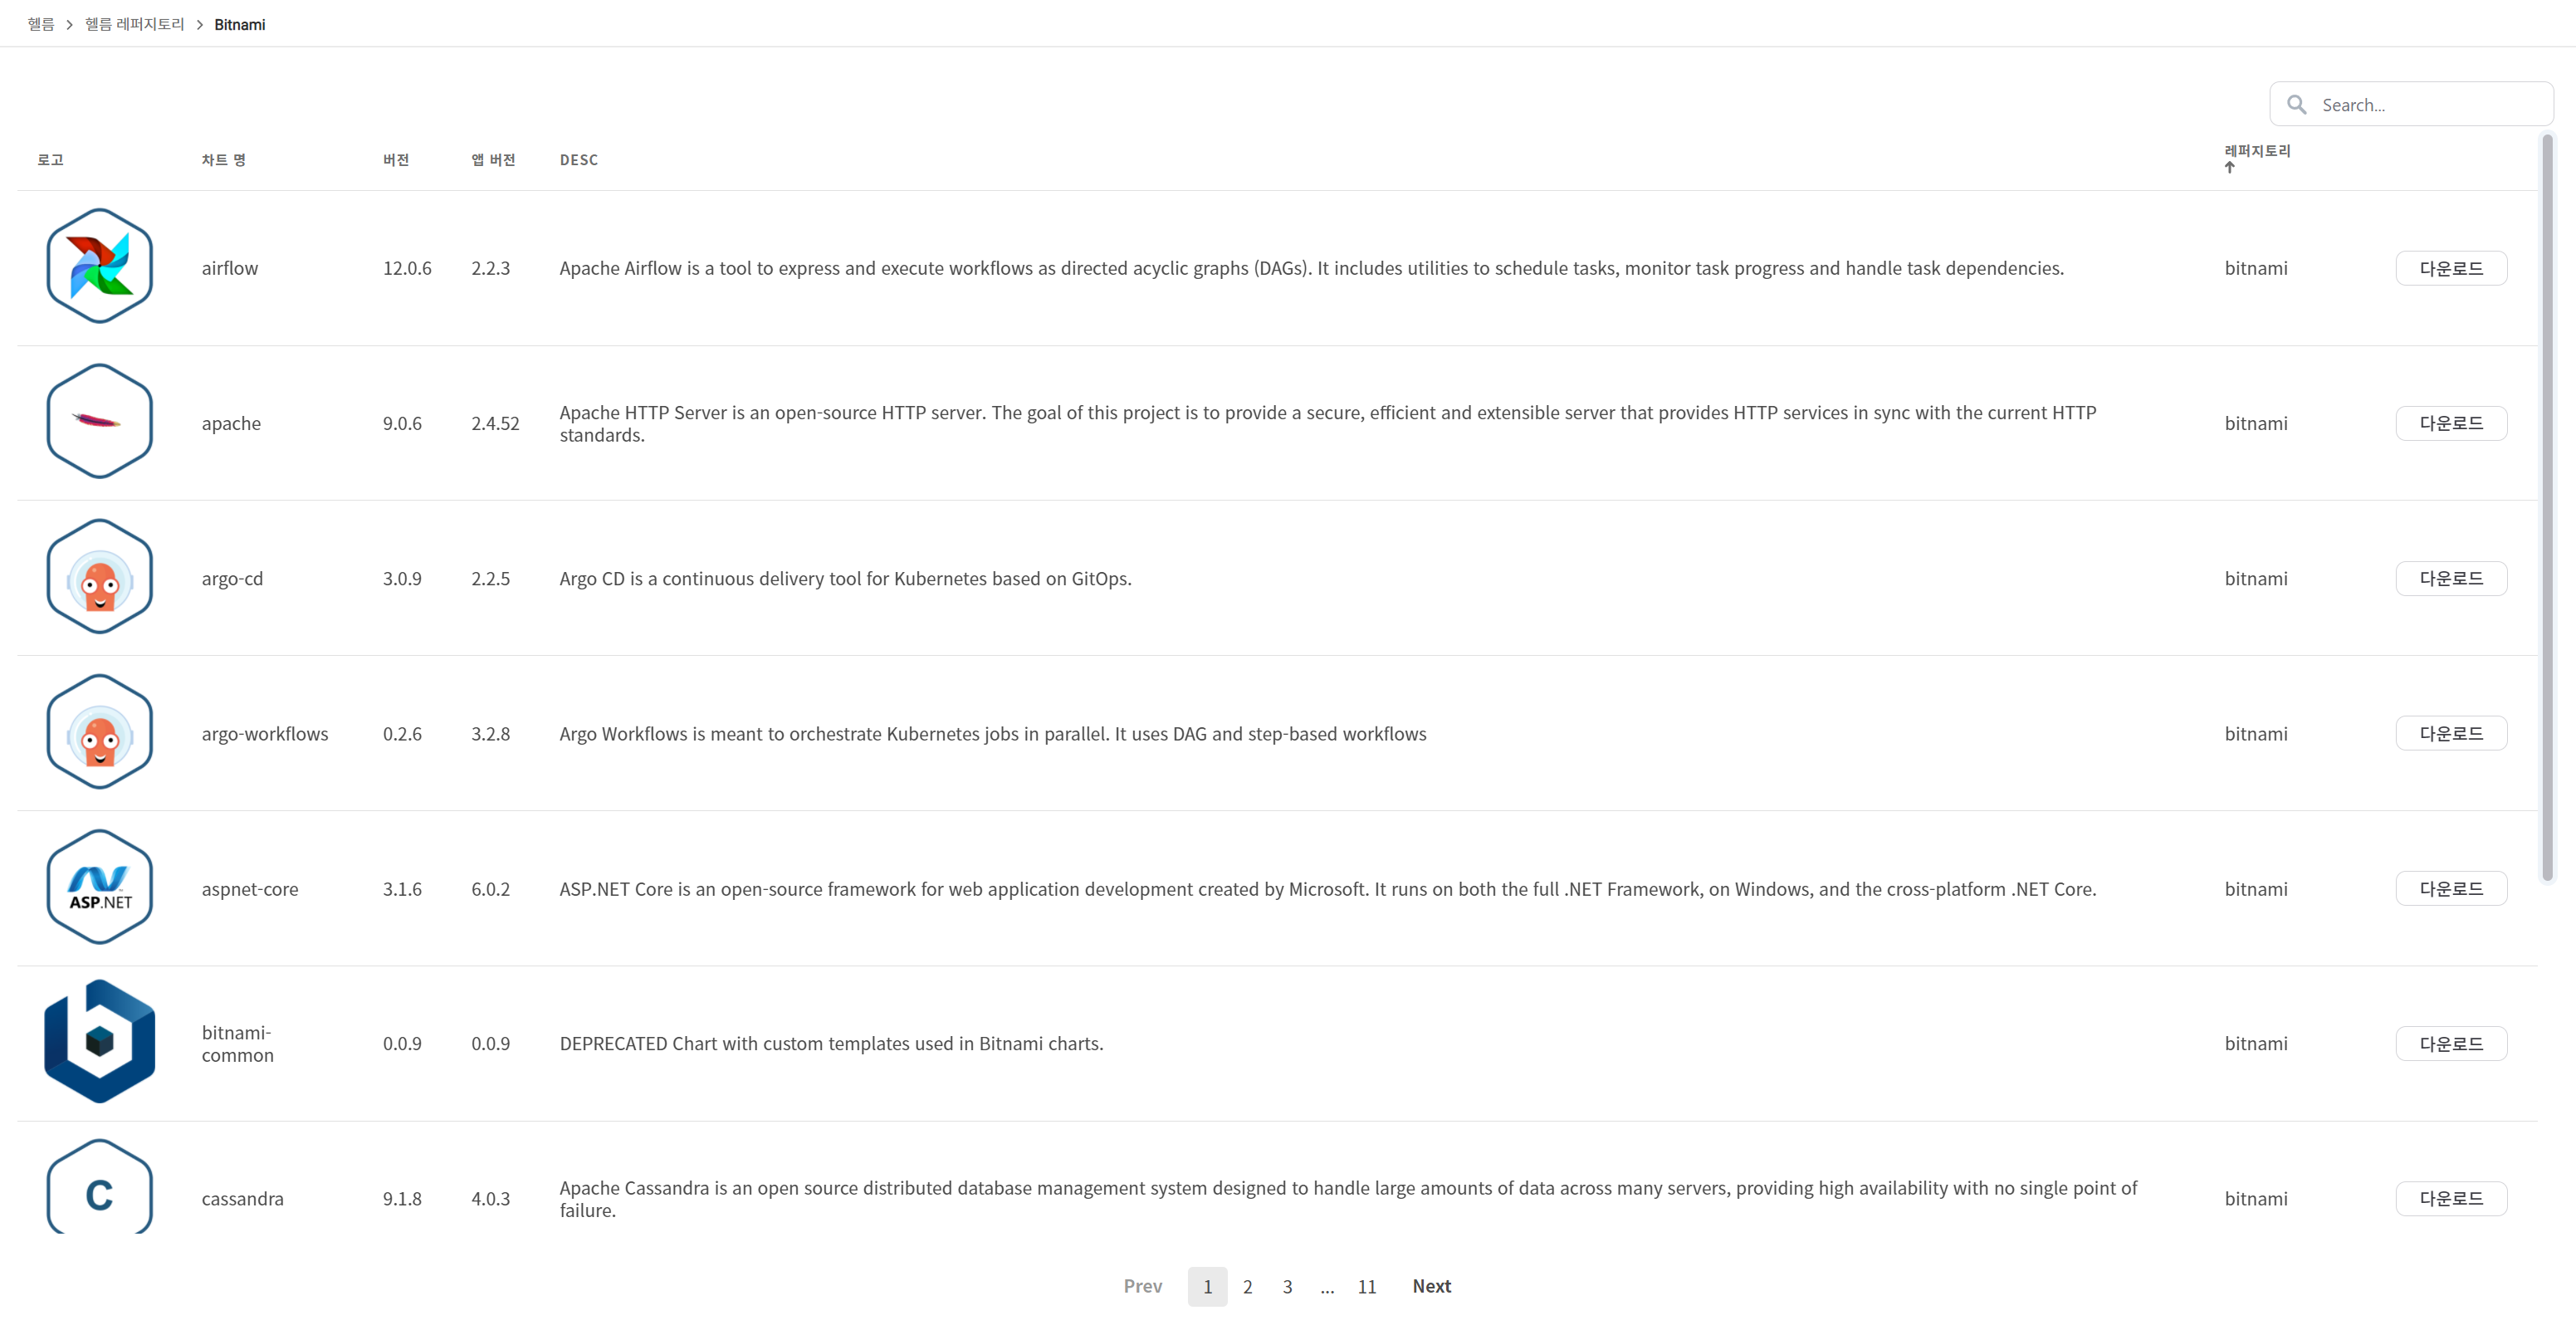 헬름 > 헬름 레퍼지토리 > Bitnami
Search...
로고 차트 명 버전 앱 버전 DESC 레퍼지토리 ↑
airflow 12.0.6 2.2.3 Apache Airflow is a tool to express and execute workflows as directed acyclic graphs (DAGs). It includes utilities to schedule tasks, monitor task progress and handle task dependencies. bitnami 다운로드
apache 9.0.6 2.4.52 Apache HTTP Server is an open-source HTTP server. The goal of this project is to provide a secure, efficient and extensible server that provides HTTP services in sync with the current HTTP
standards. bitnami 다운로드
argo-cd 3.0.9 2.2.5 Argo CD is a continuous delivery tool for Kubernetes based on GitOps. bitnami 다운로드
argo-workflows 0.2.6 3.2.8 Argo Workflows is meant to orchestrate Kubernetes jobs in parallel. It uses DAG and step-based workflows bitnami 다운로드
ASP.NET aspnet-core 3.1.6 6.0.2 ASP.NET Core is an open-source framework for web application development created by Microsoft. It runs on both the full .NET Framework, on Windows, and the cross-platform .NET Core. bitnami 다운로드
bitnami-
common 0.0.9 0.0.9 DEPRECATED Chart with custom templates used in Bitnami charts. bitnami 다운로드
C cassandra 9.1.8 4.0.3 Apache Cassandra is an open source distributed database management system designed to handle large amounts of data across many servers, providing high availability with no single point of
failure. bitnami 다운로드
Prev 1 2 3 ... 11 Next